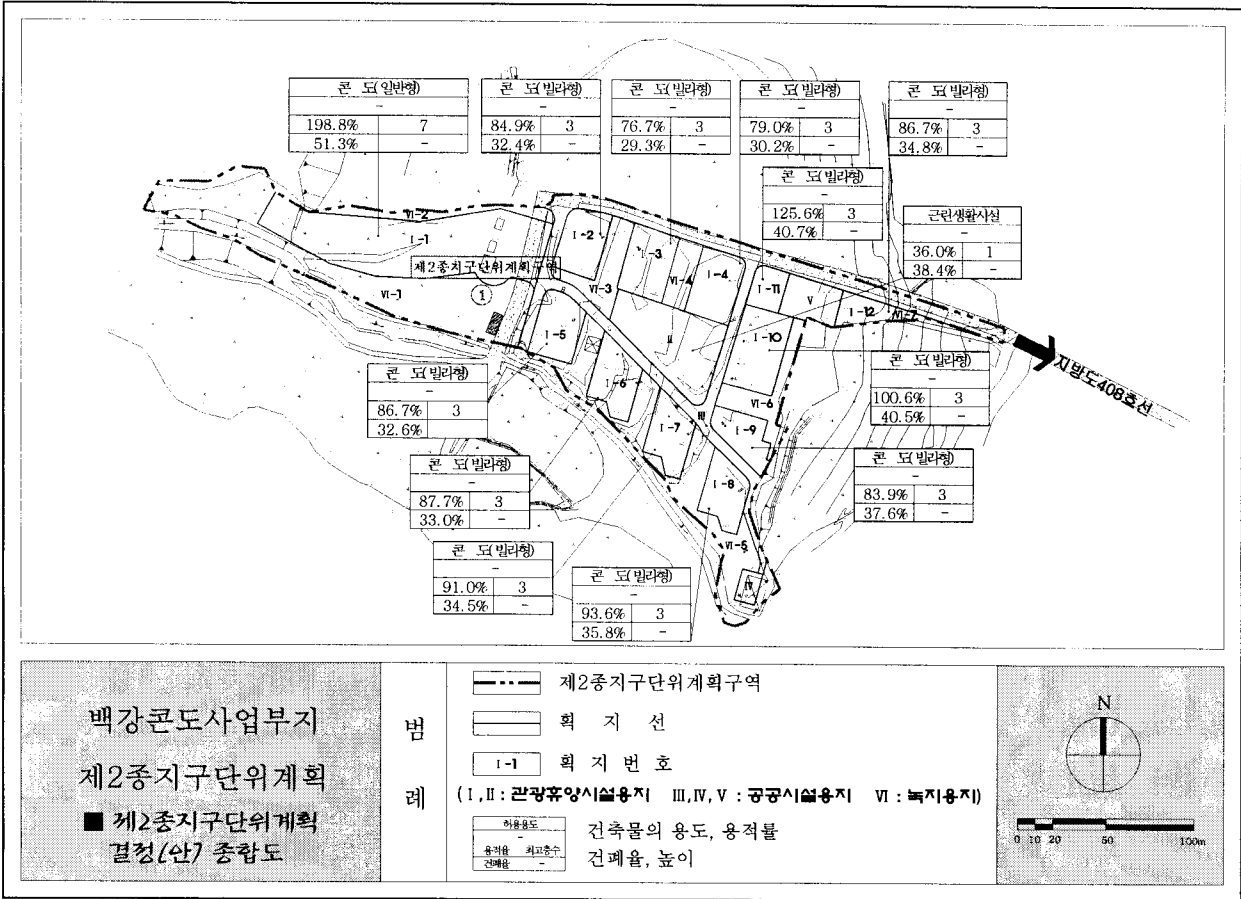 콘 도(일반형)
-
198.8% 7
51.3% -
콘 도(빌라형)
-
84.9% 3
32.4% -
콘 도(빌라형)
-
76.7% 3
29.3% -
콘 도(빌라형)
-
79.0% 3
30.2% -
콘 도(빌라형)
-
86.7% 3
34.8% -
콘 도(빌라형)
-
125.6% 3
40.7% -
근린생활시설
-
36.0% 1
38.4% -
VI-2
I-1
I-2
I-3
VI-4
I-4
I-11
V
I-12
VI-7
제2종지구단위계획구역
VI-1
①
VI-3
I-5
II
I-10
I-6
VI-6
I-7
III
I-9
I-8
VI-5
IV
지방도408호선
콘 도(빌라형)
-
86.7% 3
32.6%
콘 도(빌라형)
-
100.6% 3
40.5% -
콘 도(빌라형)
-
87.7% 3
33.0% -
콘 도(빌라형)
-
83.9% 3
37.6% -
콘 도(빌라형)
-
91.0% 3
34.5% -
콘 도(빌라형)
-
93.6% 3
35.8% -
백강콘도사업부지
제2종지구단위계획
■ 제2종지구단위계획
결정(안) 종합도
범
례
제2종지구단위계획구역
획 지 선
I-1 획 지 번 호
(I, II : 관광휴양시설용지 III, IV, V : 공공시설용지 VI : 녹지용지)
허용용도
-
용적율 최고층수
건폐율 -
건축물의 용도, 용적률
건폐율, 높이
N
0 10 20 50 100m